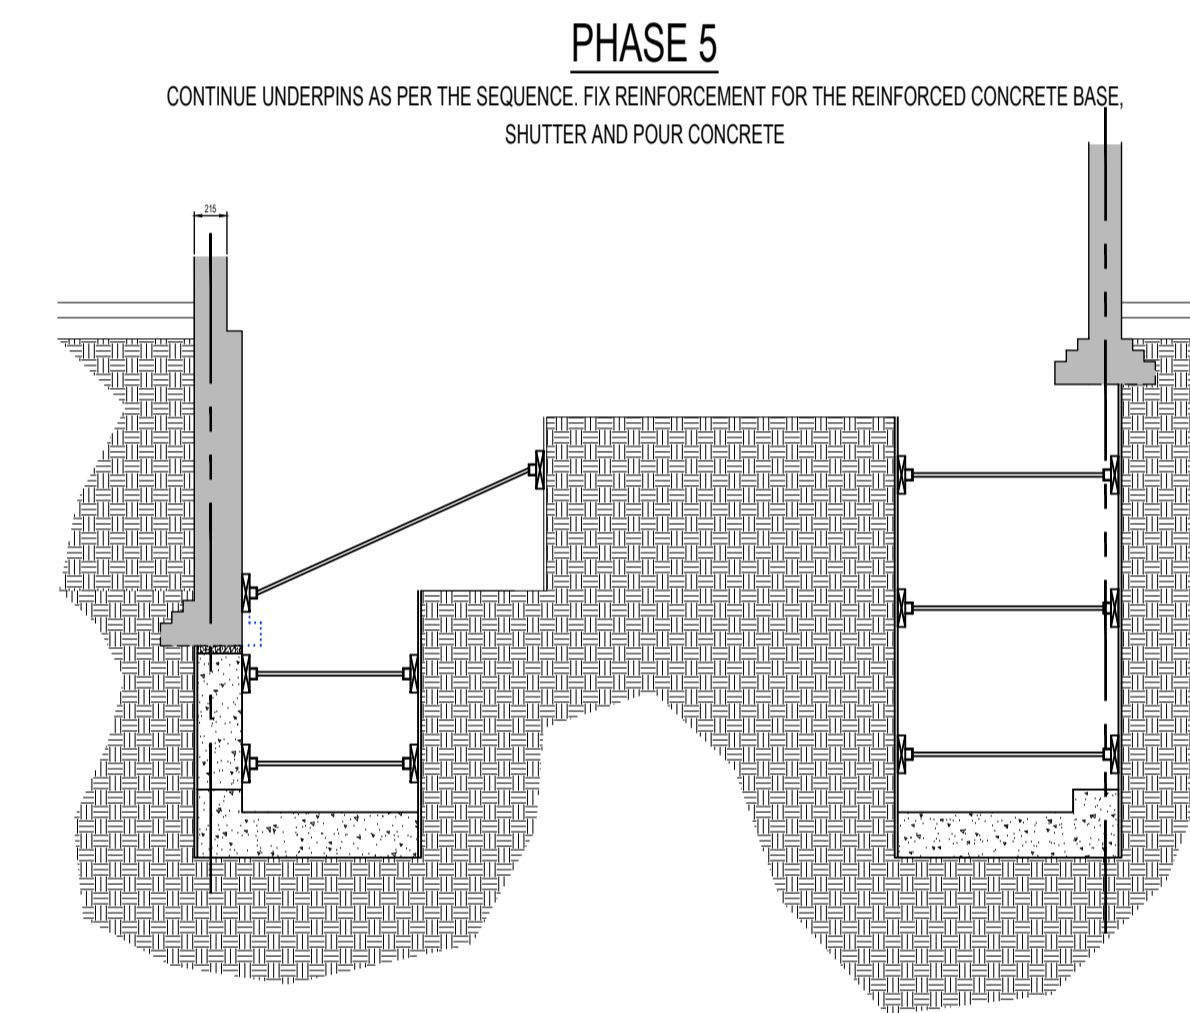 PHASE 5
CONTINUE UNDERPINS AS PER THE SEQUENCE. FIX REINFORCEMENT FOR THE REINFORCED CONCRETE BASE,
SHUTTER AND POUR CONCRETE
215